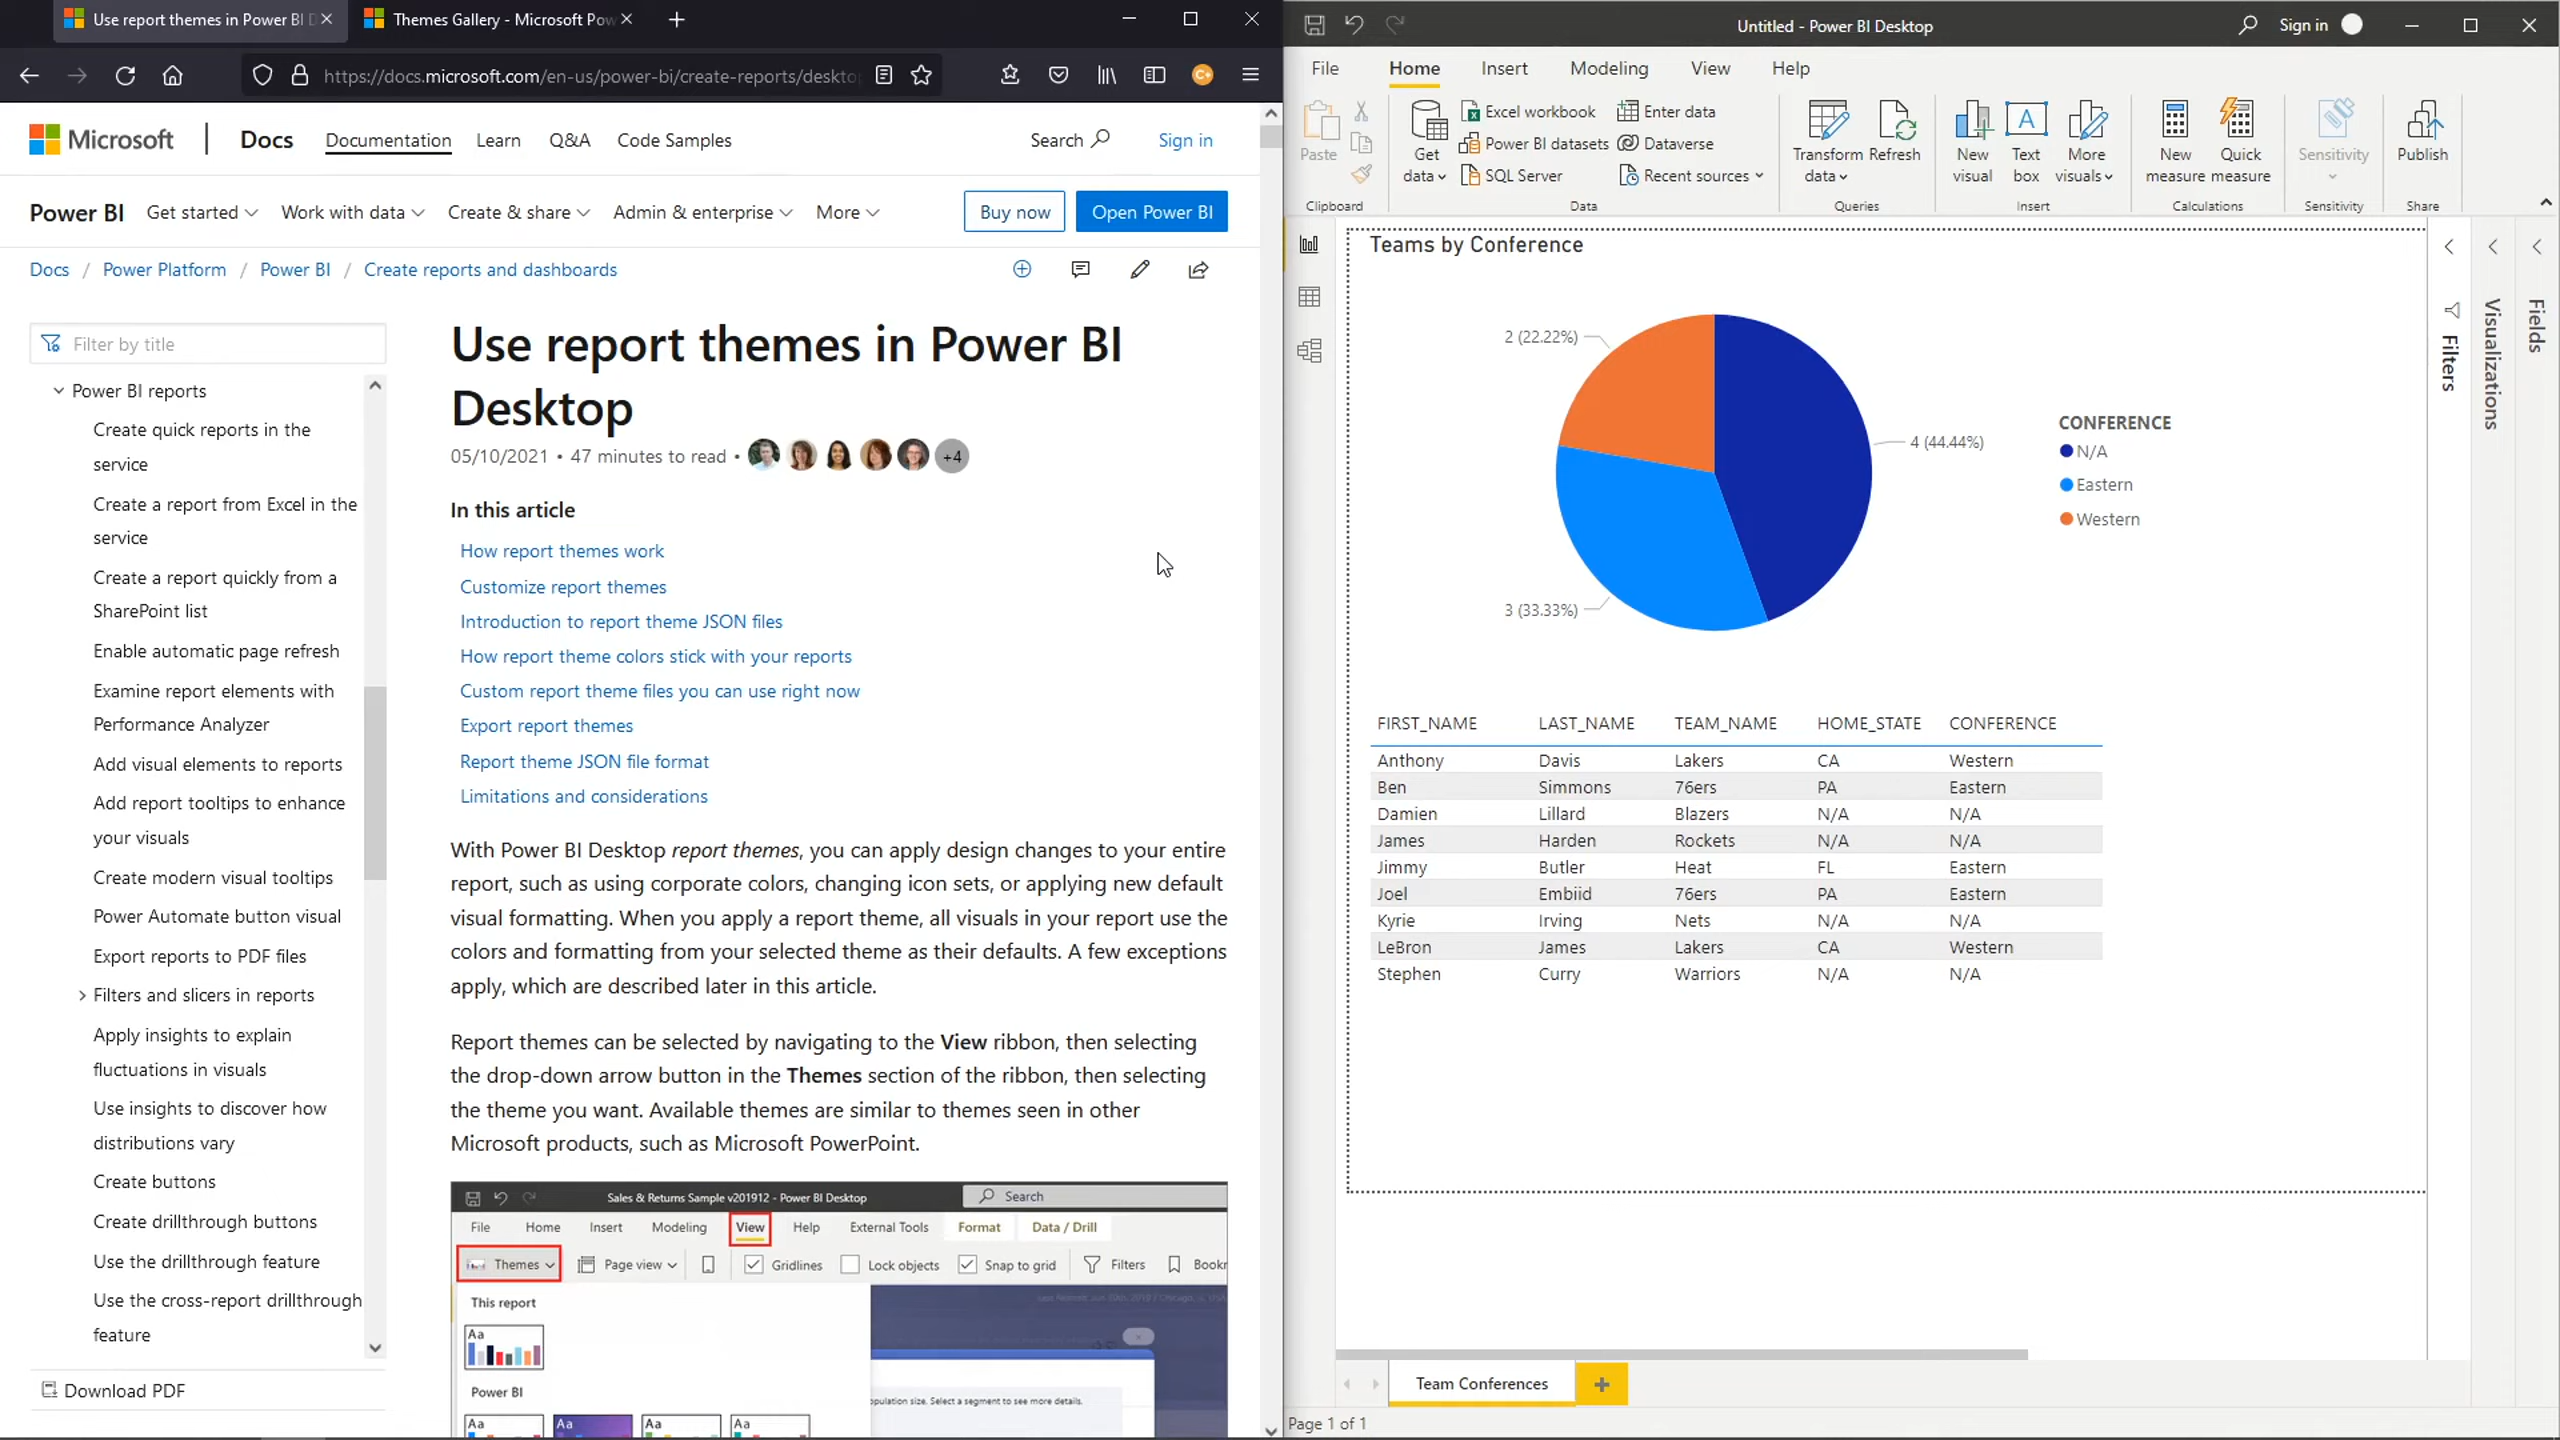 Use report themes in Power BI D
Themes Gallery - Microsoft Pow
https://docs.microsoft.com/en-us/power-bi/create-reports/deskto
Microsoft
Docs
Documentation
Learn
Q&A
Code Samples
Search
Sign in
Power BI
Get started
Work with data
Create & share
Admin & enterprise
More
Buy now
Open Power BI
Docs / Power Platform / Power BI / Create reports and dashboards
Filter by title
Power BI reports
Create quick reports in the
service
Create a report from Excel in the
service
Create a report quickly from a
SharePoint list
Enable automatic page refresh
Examine report elements with
Performance Analyzer
Add visual elements to reports
Add report tooltips to enhance
your visuals
Create modern visual tooltips
Power Automate button visual
Export reports to PDF files
Filters and slicers in reports
Apply insights to explain
fluctuations in visuals
Use insights to discover how
distributions vary
Create buttons
Create drillthrough buttons
Use the drillthrough feature
Use the cross-report drillthrough
feature
Download PDF
Use report themes in Power BI
Desktop
05/10/2021 • 47 minutes to read •
+4
In this article
How report themes work
Customize report themes
Introduction to report theme JSON files
How report theme colors stick with your reports
Custom report theme files you can use right now
Export report themes
Report theme JSON file format
Limitations and considerations
With Power BI Desktop report themes, you can apply design changes to your entire
report, such as using corporate colors, changing icon sets, or applying new default
visual formatting. When you apply a report theme, all visuals in your report use the
colors and formatting from your selected theme as their defaults. A few exceptions
apply, which are described later in this article.
Report themes can be selected by navigating to the View ribbon, then selecting
the drop-down arrow button in the Themes section of the ribbon, then selecting
the theme you want. Available themes are similar to themes seen in other
Microsoft products, such as Microsoft PowerPoint.
Sales & Returns Sample v201912 - Power BI Desktop
Search
File Home Insert Modeling View Help External Tools Format Data / Drill
Themes Page view Gridlines Lock objects Snap to grid Filters Bookr
This report
Aa
Power BI
Aa Aa Aa Aa
opulation size. Select a segment to see more details.
Untitled - Power BI Desktop
Sign in
File Home Insert Modeling View Help
Paste
Clipboard
Get
data
Excel workbook
Power BI datasets
SQL Server
Enter data
Dataverse
Recent sources
Data
Transform
data
Refresh
Queries
New
visual
Text
box
More
visuals
Insert
New
measure
Quick
measure
Calculations
Sensitivity
Sensitivity
Publish
Share
Teams by Conference
2 (22.22%)
4 (44.44%)
3 (33.33%)
CONFERENCE
N/A
Eastern
Western
FIRST_NAME LAST_NAME TEAM_NAME HOME_STATE CONFERENCE
Anthony Davis Lakers CA Western
Ben Simmons 76ers PA Eastern
Damien Lillard Blazers N/A N/A
James Harden Rockets N/A N/A
Jimmy Butler Heat FL Eastern
Joel Embiid 76ers PA Eastern
Kyrie Irving Nets N/A N/A
LeBron James Lakers CA Western
Stephen Curry Warriors N/A N/A
Filters
Visualizations
Fields
Team Conferences
Page 1 of 1